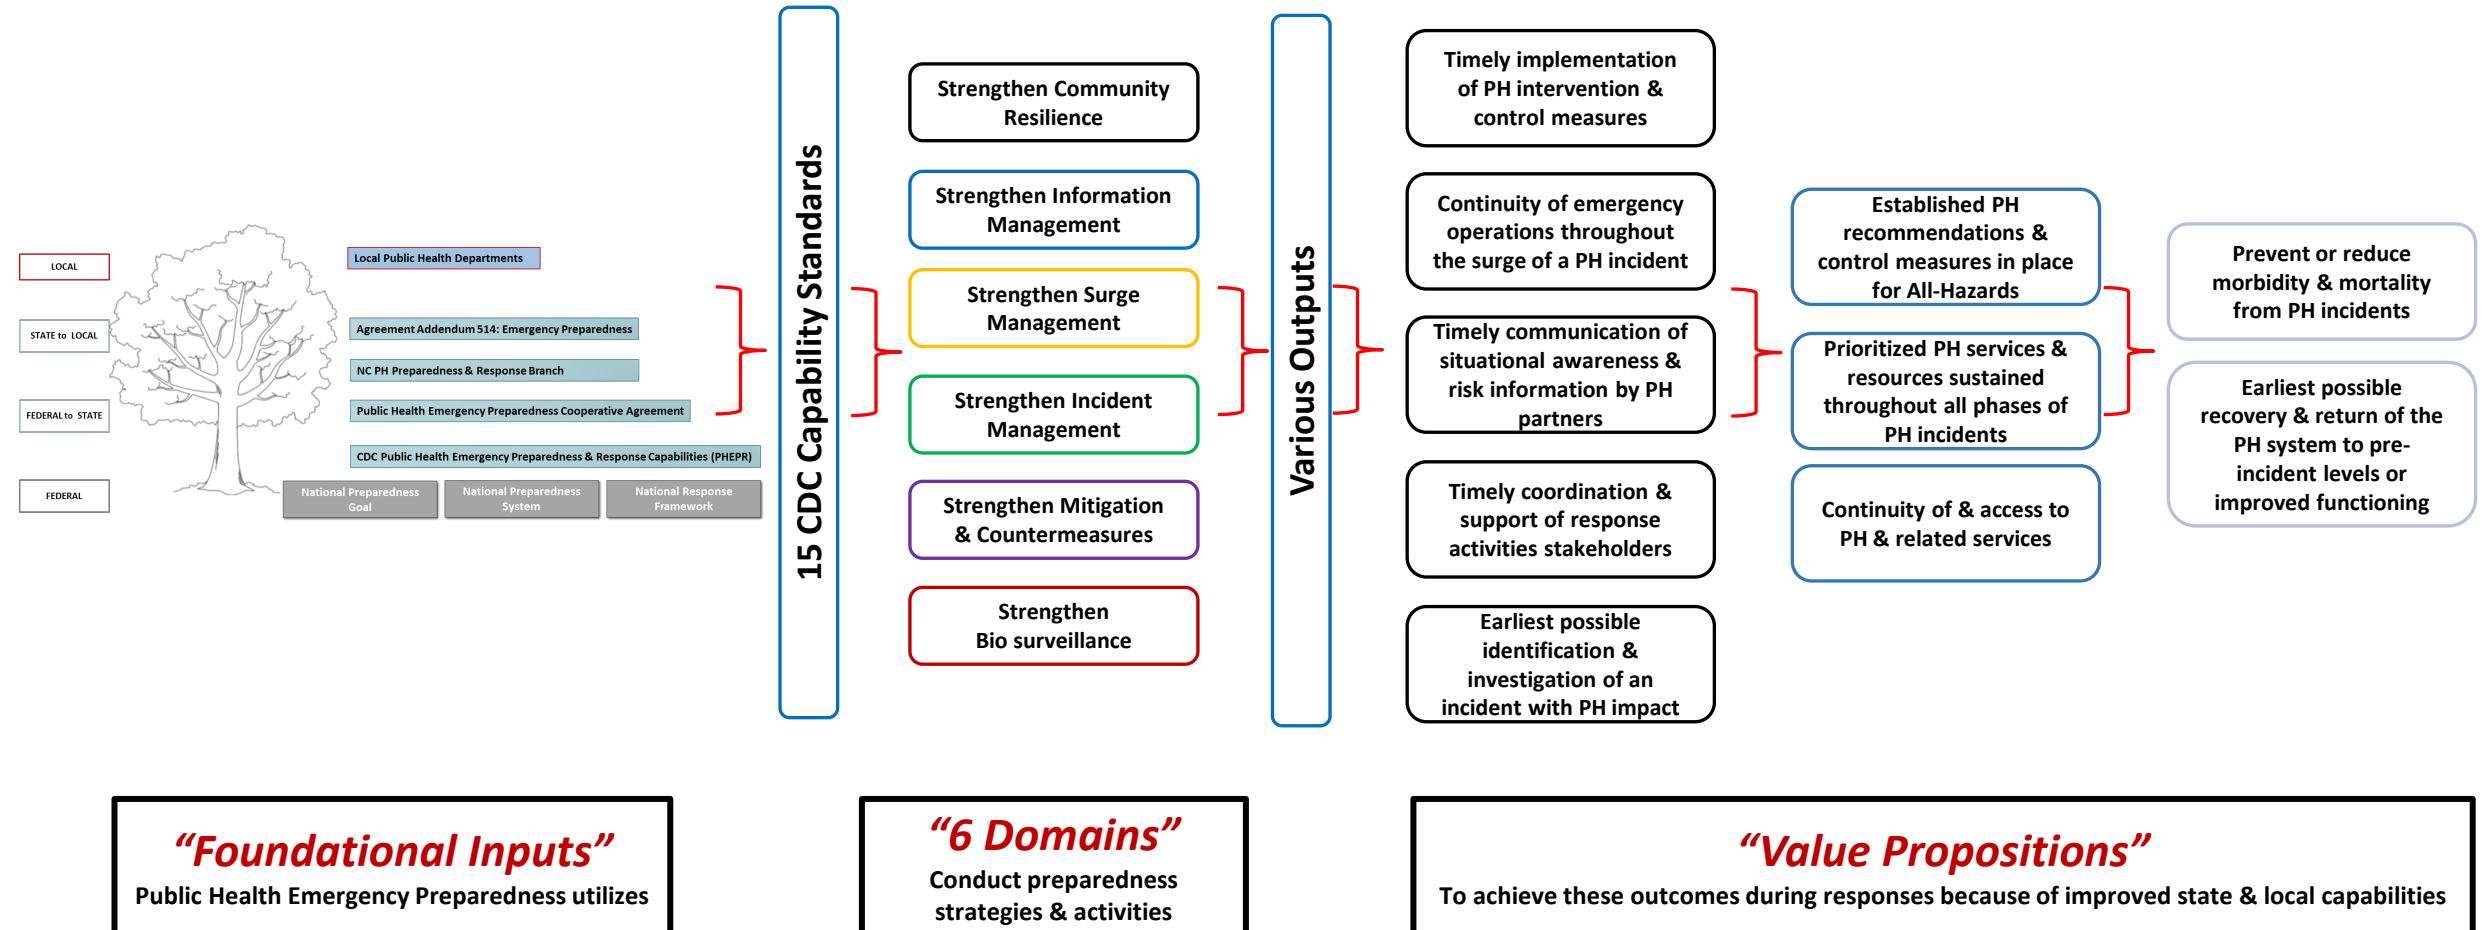 LOCAL
STATE to LOCAL
FEDERAL to STATE
FEDERAL
Local Public Health Departments
Agreement Addendum 514: Emergency Preparedness
NC PH Preparedness & Response Branch
Public Health Emergency Preparedness Cooperative Agreement
CDC Public Health Emergency Preparedness & Response Capabilities (PHEPR)
National Preparedness
Goal
National Preparedness
System
National Response
Framework
15 CDC Capability Standards
Strengthen Community
Resilience
Strengthen Information
Management
Strengthen Surge
Management
Strengthen Incident
Management
Strengthen Mitigation
& Countermeasures
Strengthen
Bio surveillance
Various Outputs
Timely implementation
of PH intervention &
control measures
Continuity of emergency
operations throughout
the surge of a PH incident
Timely communication of
situational awareness &
risk information by PH
partners
Timely coordination &
support of response
activities stakeholders
Earliest possible
identification &
investigation of an
incident with PH impact
Established PH
recommendations &
control measures in place
for All-Hazards
Prioritized PH services &
resources sustained
throughout all phases of
PH incidents
Continuity of & access to
PH & related services
Prevent or reduce
morbidity & mortality
from PH incidents
Earliest possible
recovery & return of the
PH system to pre-
incident levels or
improved functioning
“Foundational Inputs”
Public Health Emergency Preparedness utilizes
“6 Domains”
Conduct preparedness
strategies & activities
“Value Propositions”
To achieve these outcomes during responses because of improved state & local capabilities